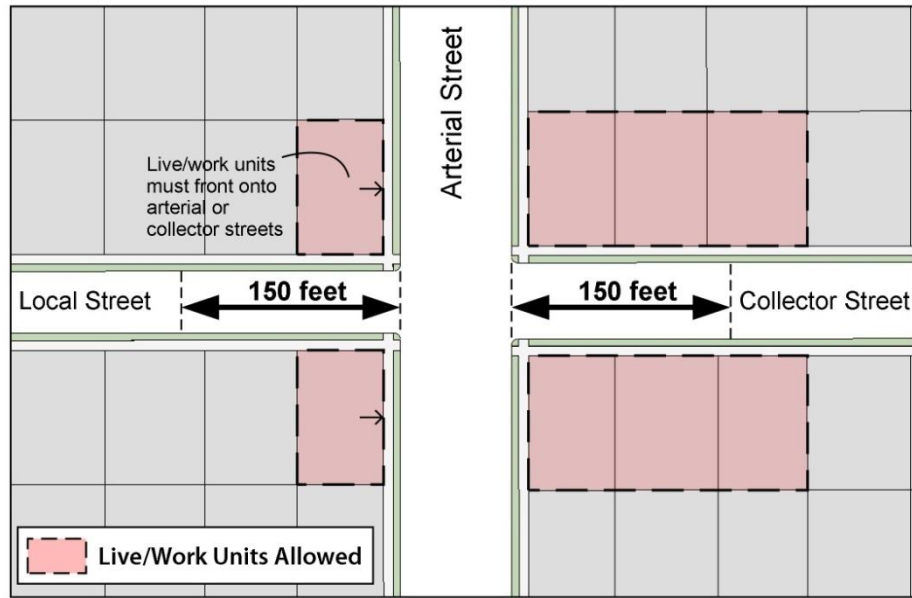 Arterial Street
Live/work units
must front onto
arterial or
collector streets
Local Street
150 feet
150 feet
Collector Street
Live/Work Units Allowed